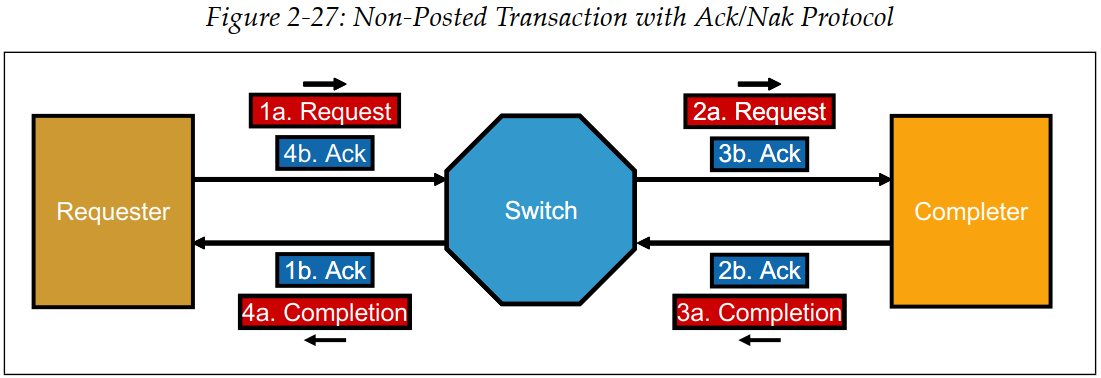 Figure 2-27: Non-Posted Transaction with Ack/Nak Protocol
1a. Request
4b. Ack
2a. Request
3b. Ack
Requester
Switch
Completer
1b. Ack
4a. Completion
2b. Ack
3a. Completion